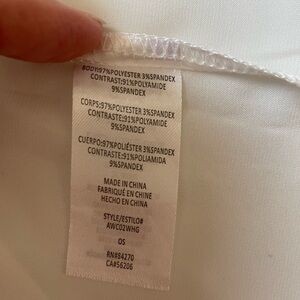 BODY:97%POLYESTER 3%SPANDEX
CONTRAST:91%POLYAMIDE
9%SPANDEX
CORPS:97%POLYESTER 3%SPANDEX
CONTRASTE:91%POLYAMIDE
9%SPANDEX
CUERPO:97%POLIÉSTER 3%SPANDEX
CONTRASTE:91%POLIAMIDA
9%SPANDEX
MADE IN CHINA
FABRIQUÉ EN CHINE
HECHO EN CHINA
STYLE/ESTILO#
AWC02WHG
OS
RN#84270
CA#56206